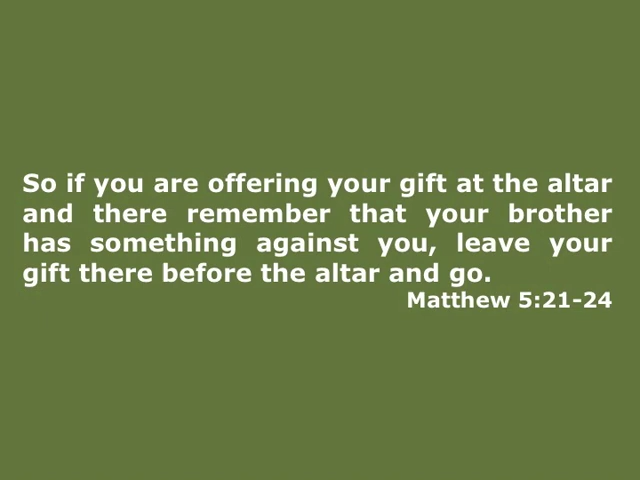 So if you are offering your gift at the altar
and there remember that your brother
has something against you, leave your
gift there before the altar and go.
Matthew 5:21-24